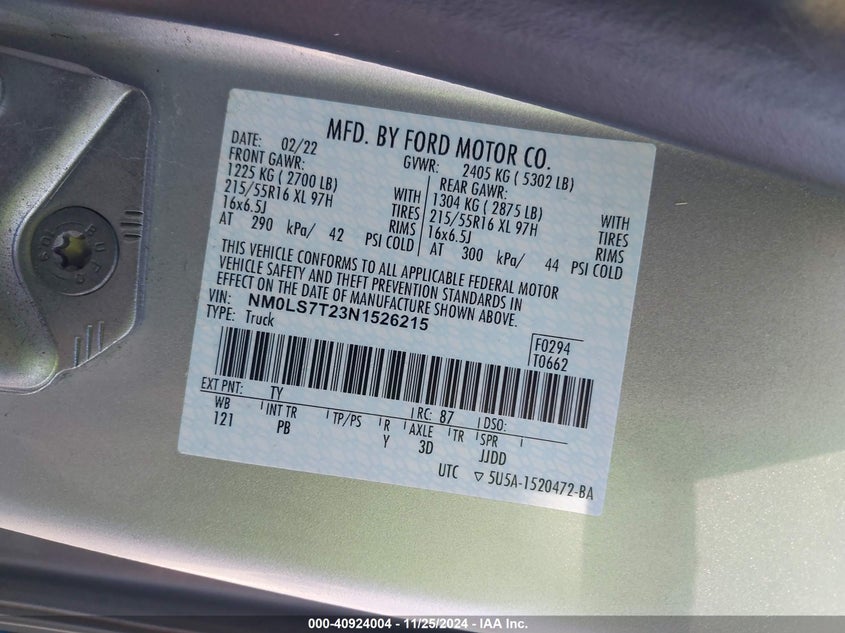 MFD. BY FORD MOTOR CO.
DATE: 02/22 GVWR: 2405 KG ( 5302 LB)
FRONT GAWR: REAR GAWR:
1225 KG ( 2700 LB) WITH 1304 KG ( 2875 LB) WITH
215/55R16 XL 97H TIRES 215/55R16 XL 97H TIRES
16x6.5J RIMS 16x6.5J RIMS
AT 290 kPa/ 42 PSI COLD AT 300 kPa/ 44 PSI COLD
THIS VEHICLE CONFORMS TO ALL APPLICABLE FEDERAL MOTOR
VEHICLE SAFETY AND THEFT PREVENTION STANDARDS IN
EFFECT ON THE DATE OF MANUFACTURE SHOWN ABOVE.
VIN: NM0LS7T23N1526215
TYPE: Truck
F0294
T0662
EXT PNT: TY RC: 87 DSO:
WB INT TR TP/PS R AXLE TR SPR
121 PB Y 3D JJDD
UTC ▽ 5U5A-1520472-BA
BUFO 109
000-40924004 - 11/25/2024 - IAA Inc.